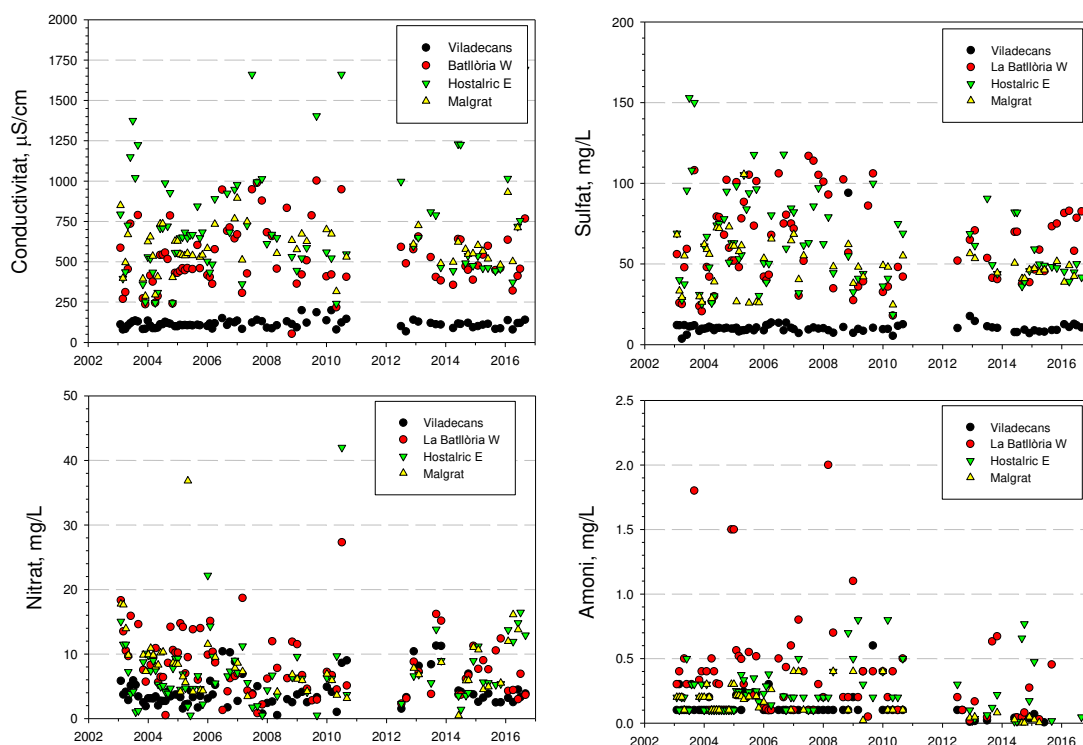 Conductivitat, µS/cm
2000
1750
1500
1250
1000
750
500
250
0
2002 2004 2006 2008 2010 2012 2014 2016
Viladecans
Batllòria W
Hostalric E
Malgrat
Sulfat, mg/L
200
150
100
50
0
2002 2004 2006 2008 2010 2012 2014 2016
Viladecans
La Batllòria W
Hostalric E
Malgrat
Nitrat, mg/L
50
40
30
20
10
0
2002 2004 2006 2008 2010 2012 2014 2016
Viladecans
La Batllòria W
Hostalric E
Malgrat
Amoni, mg/L
2.5
2.0
1.5
1.0
0.5
0.0
2002 2004 2006 2008 2010 2012 2014 2016
Viladecans
La Batllòria W
Hostalric E
Malgrat